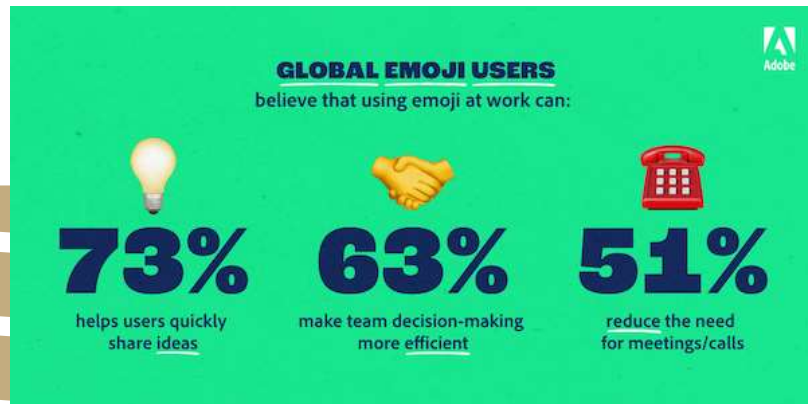 Adobe
GLOBAL EMOJI USERS
believe that using emoji at work can:
73%
helps users quickly
share ideas
63%
make team decision-making
more efficient
51%
reduce the need
for meetings/calls